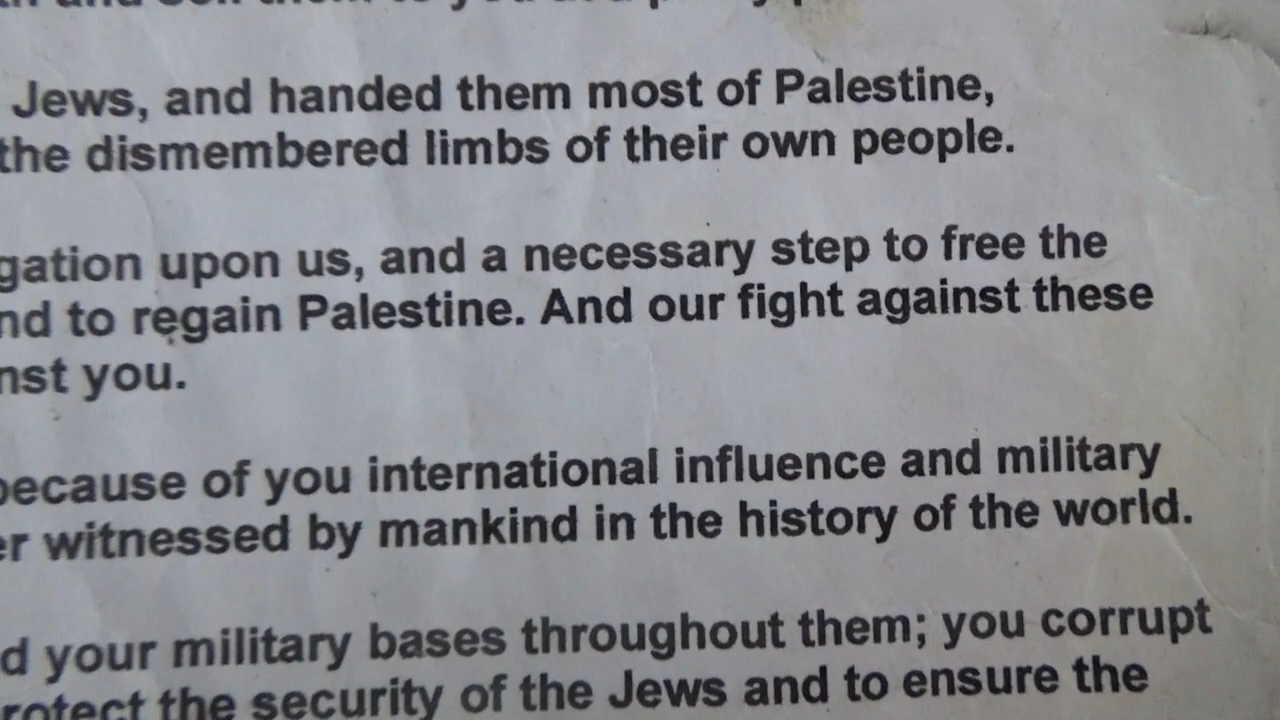 Jews, and handed them most of Palestine,
the dismembered limbs of their own people.
gation upon us, and a necessary step to free the
nd to regain Palestine. And our fight against these
nst you.
because of you international influence and military
er witnessed by mankind in the history of the world.
d your military bases throughout them; you corrupt
rotect the security of the Jews and to ensure the